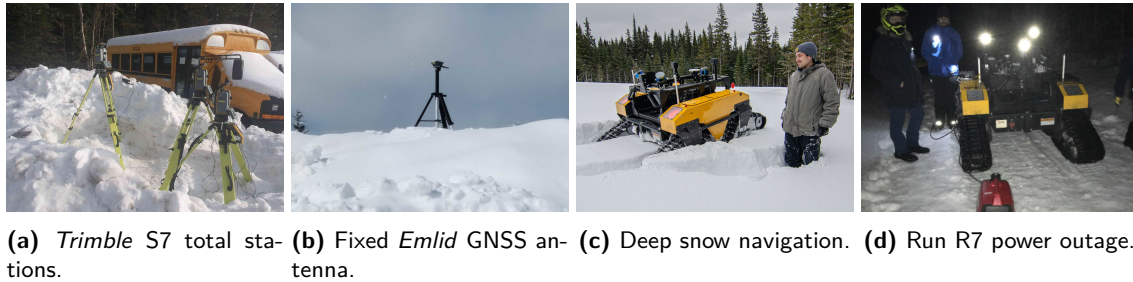 (a) Trimble S7 total sta-
tions.
(b) Fixed Emlid GNSS an-
tenna.
(c) Deep snow navigation.
(d) Run R7 power outage.